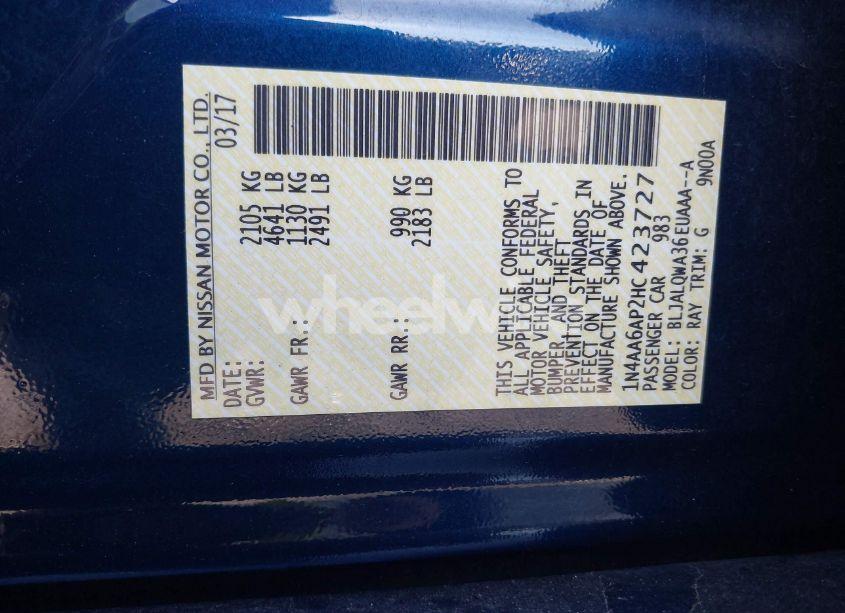 MFD BY NISSAN MOTOR CO., LTD.
DATE: 03/17
GVWR: 2105 KG
4641 LB
GAWR FR.: 1130 KG
2491 LB
GAWR RR.: 990 KG
2183 LB
THIS VEHICLE CONFORMS TO
ALL APPLICABLE FEDERAL
MOTOR VEHICLE SAFETY,
BUMPER AND THEFT
PREVENTION STANDARDS IN
EFFECT ON THE DATE OF
MANUFACTURE SHOWN ABOVE.
1N4AA6AP2HC423727
PASSENGER CAR 983
MODEL: BLJALQWA36EUAAA--A
COLOR: RAY TRIM: G 9N00A